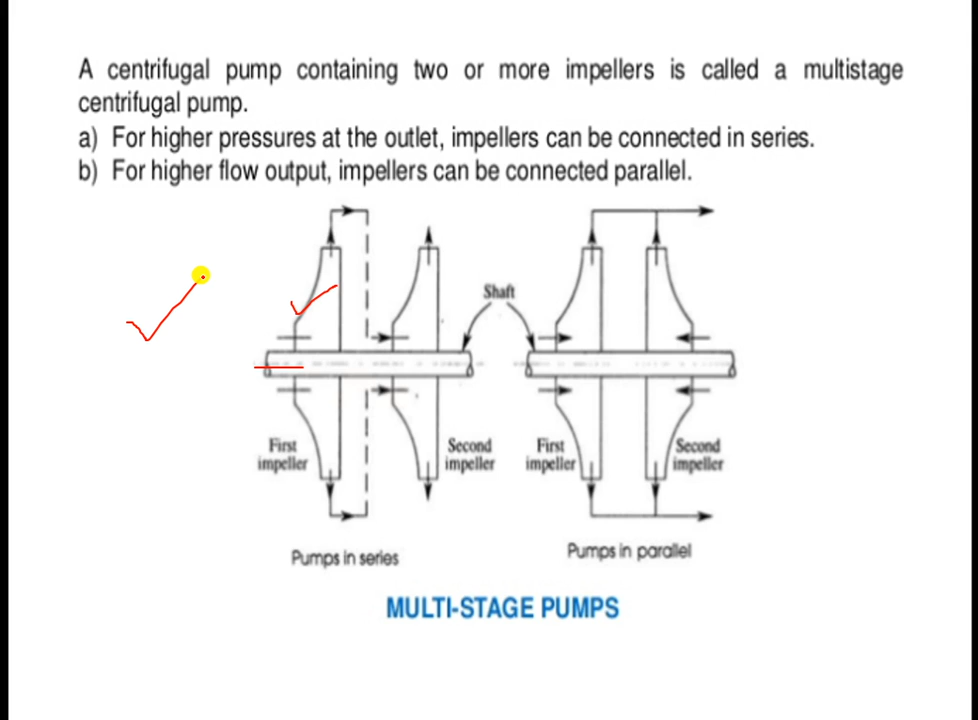 A centrifugal pump containing two or more impellers is called a multistage
centrifugal pump.
a) For higher pressures at the outlet, impellers can be connected in series.
b) For higher flow output, impellers can be connected parallel.
Shaft
First
impeller
Second
impeller
First
impeller
Second
impeller
Pumps in series
Pumps in parallel
MULTI-STAGE PUMPS